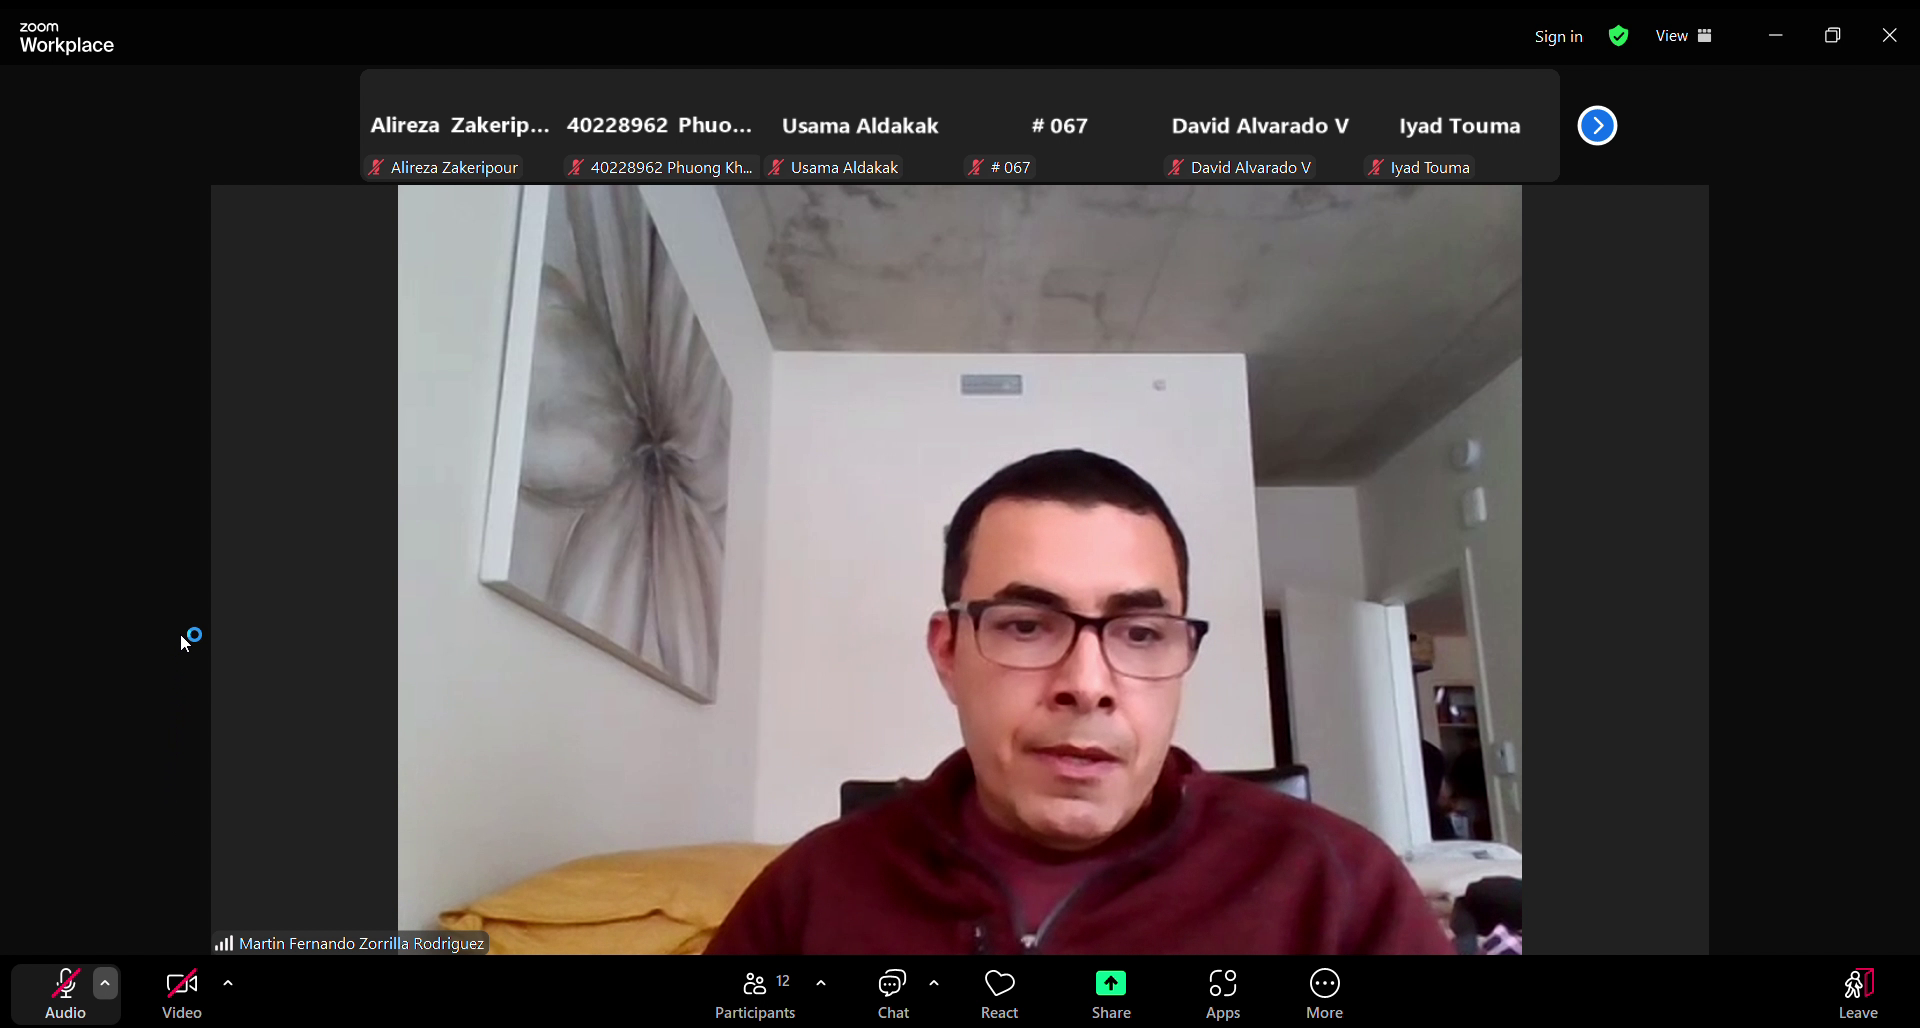 zoom
Workplace
Sign in
View
Alireza Zakerip...
40228962 Phuo...
Usama Aldakak
# 067
David Alvarado V
Iyad Touma
Alireza Zakeripour
40228962 Phuong Kh...
Usama Aldakak
# 067
David Alvarado V
Iyad Touma
Martin Fernando Zorrilla Rodriguez
Audio
Video
12
Participants
Chat
React
Share
Apps
More
Leave